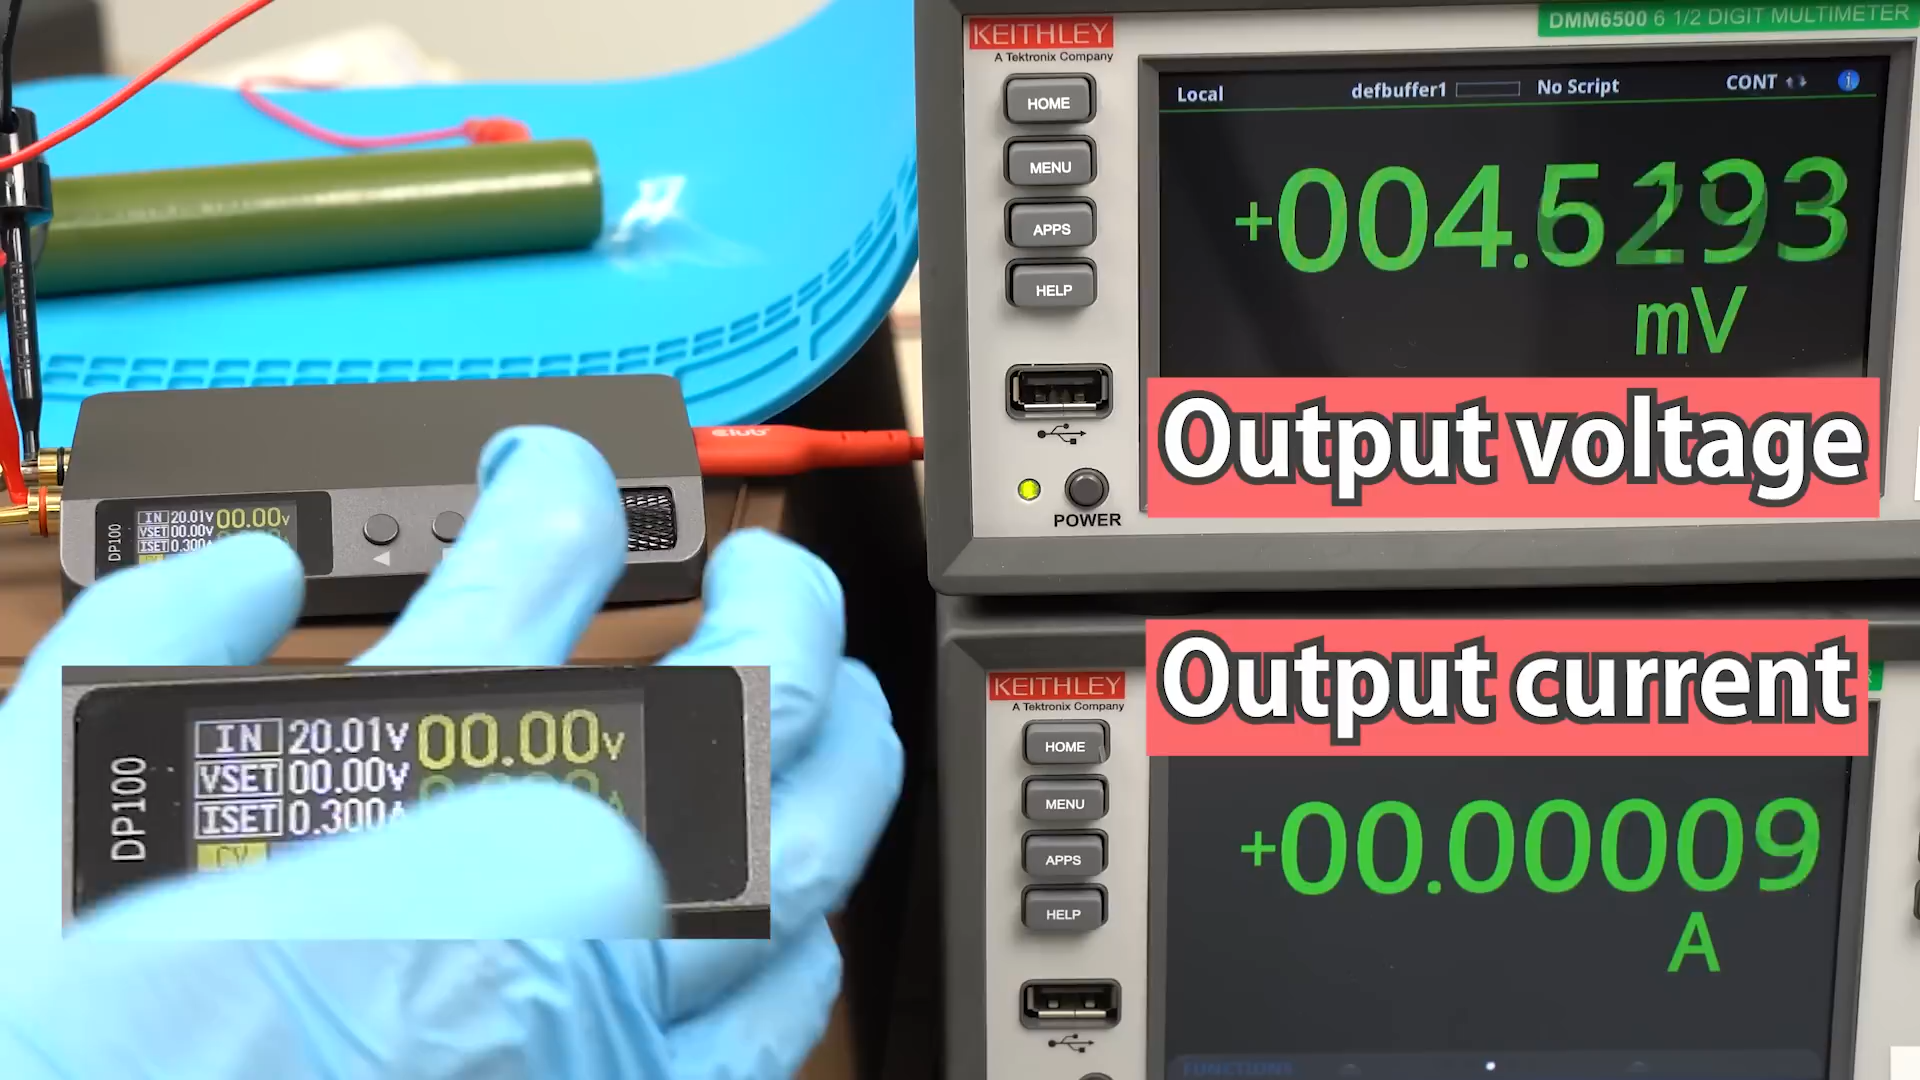 KEITHLEY
A Tektronix Company
DMM6500 6 1/2 DIGIT MULTIMETER
Local
defbuffer1
No Script
CONT
HOME
MENU
APPS
HELP
mV
Output voltage
POWER
DP100
IN 20.01V 00.00V
VSET 00.00V
ISET 0.300A
Output current
KEITHLEY
A Tektronix Company
HOME
MENU
APPS
HELP
+00.00009
A
FUNCTIONS
DP100
IN 20.01V 00.00V
VSET 00.00V
ISET 0.300
CV